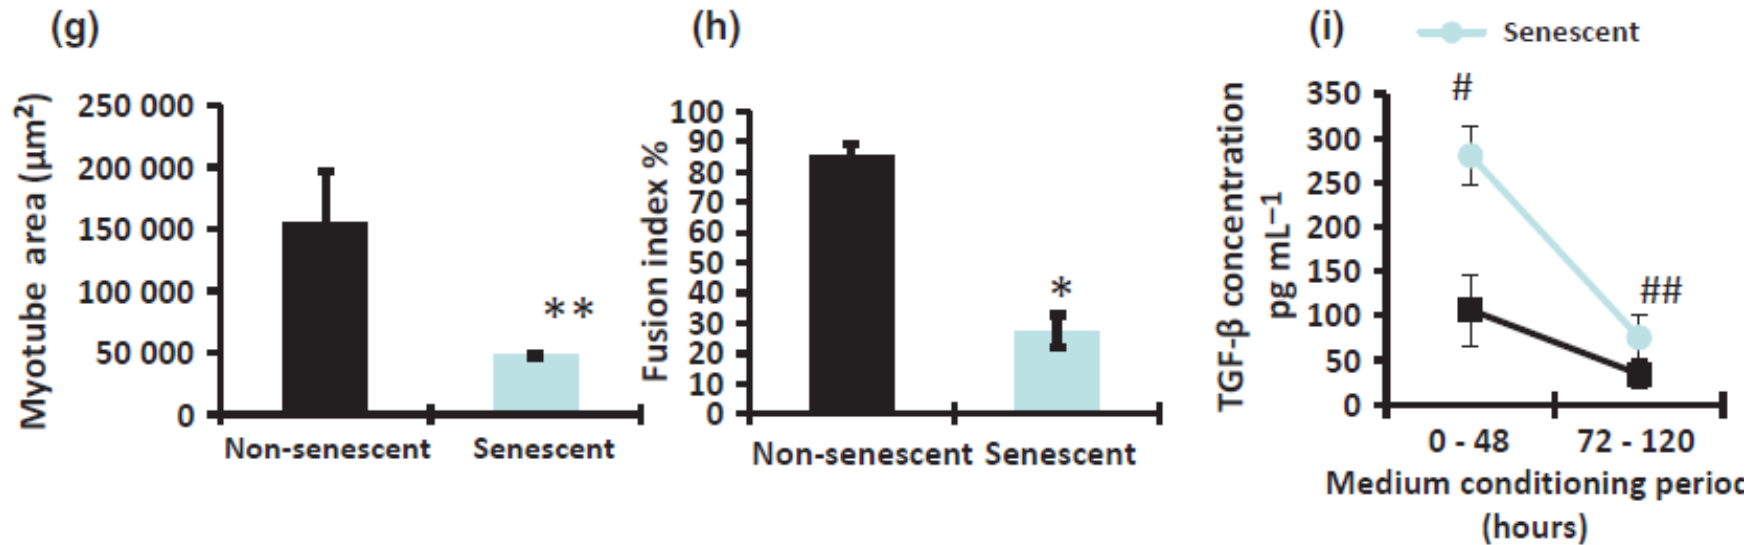 (g)
Myotube area (µm²)
250 000
200 000
150 000
100 000
50 000
0
**
Non-senescent Senescent
(h)
Fusion index %
100
90
80
70
60
50
40
30
20
10
0
*
Non-senescent Senescent
(i)
Senescent
TGF-β concentration
pg mL⁻¹
350
300
250
200
150
100
50
0
#
##
0 - 48 72 - 120
Medium conditioning period
(hours)